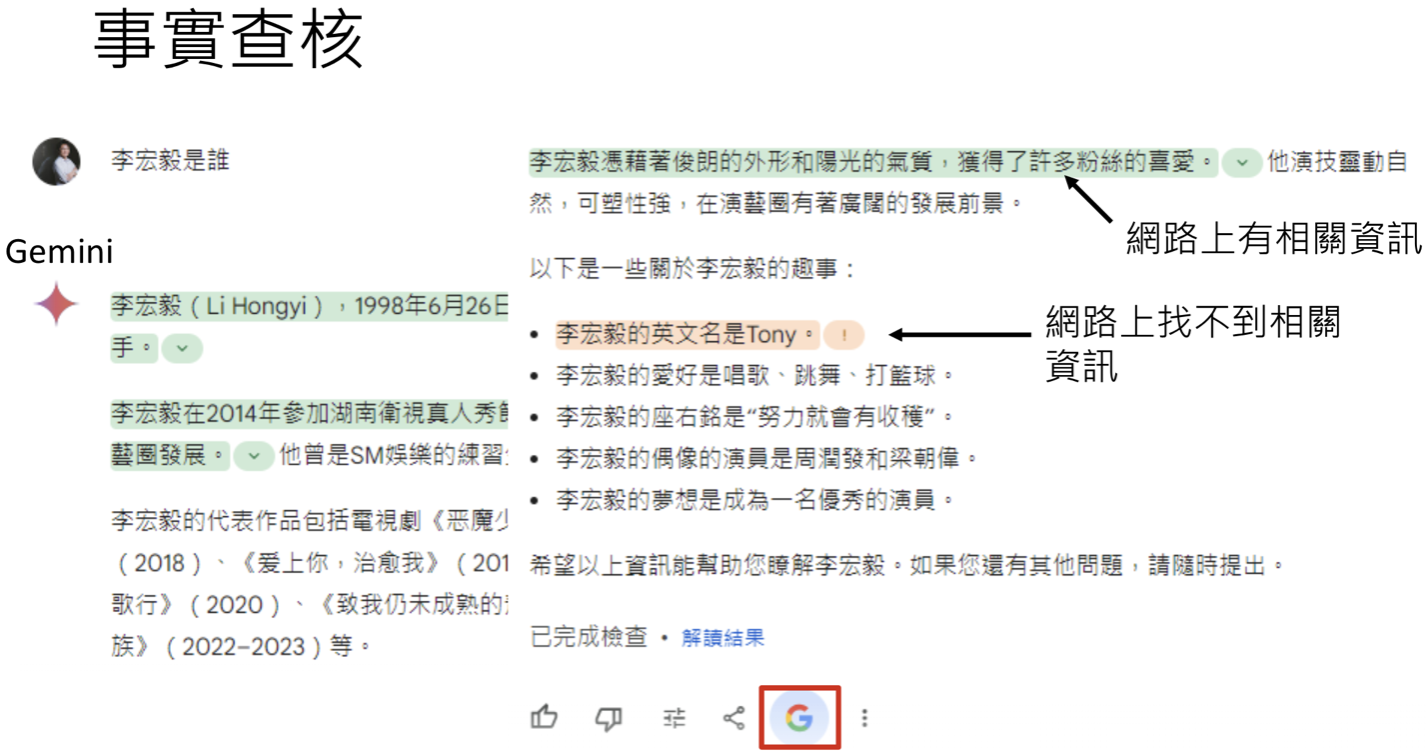 事實查核
李宏毅是誰
Gemini
李宏毅（Li Hongyi），1998年6月26日
手。
李宏毅在2014年參加湖南衛視真人秀
藝圈發展。 他曾是SM娛樂的練習
李宏毅的代表作品包括電視劇《恶魔少
（2018）、《爱上你，治愈我》（201
歌行》（2020）、《致我仍未成熟的
族》（2022–2023）等。
李宏毅憑藉著俊朗的外形和陽光的氣質，獲得了許多粉絲的喜愛。 他演技靈動自
然，可塑性強，在演藝圈有著廣闊的發展前景。
網路上有相關資訊
以下是一些關於李宏毅的趣事：
• 李宏毅的英文名是Tony。 !
網路上找不到相關
資訊
• 李宏毅的愛好是唱歌、跳舞、打籃球。
• 李宏毅的座右銘是“努力就會有收穫”。
• 李宏毅的偶像的演員是周潤發和梁朝偉。
• 李宏毅的夢想是成為一名優秀的演員。
希望以上資訊能幫助您瞭解李宏毅。如果您還有其他問題，請隨時提出。
已完成檢查 • 解讀結果
G